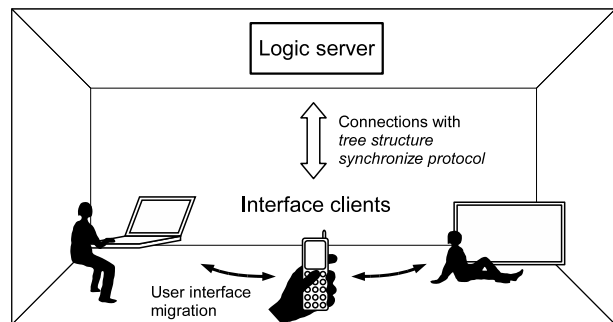 Logic server
Connections with
tree structure
synchronize protocol
Interface clients
User interface
migration